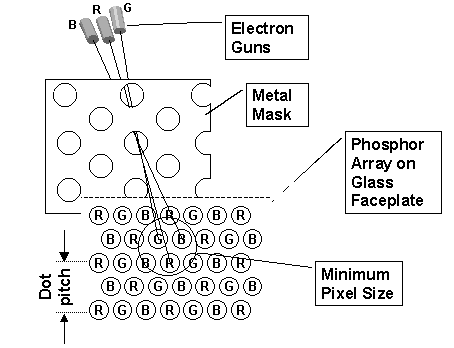 B R G
Electron
Guns
Metal
Mask
Phosphor
Array on
Glass
Faceplate
R G B R G B R
B R G B R G B
R G B R G B R
B R G B R G B
R G B R G B R
Dot
pitch
Minimum
Pixel Size